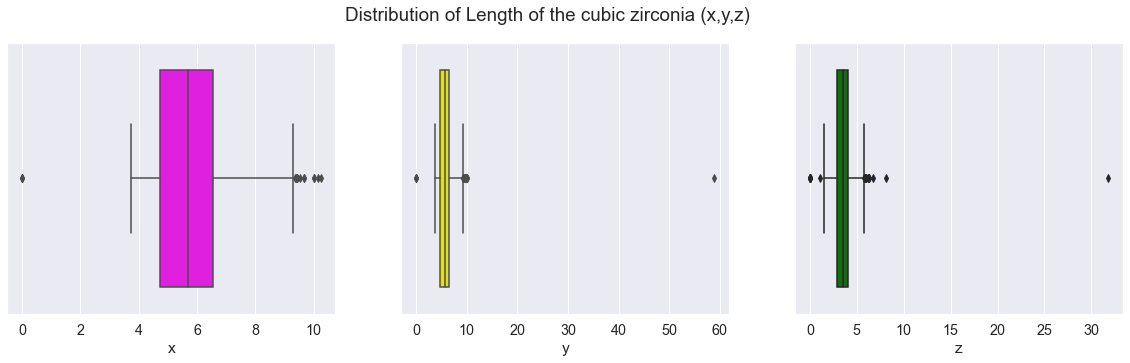 Distribution of Length of the cubic zirconia (x,y,z)
0 2 4 6 8 10
x
0 10 20 30 40 50 60
y
0 5 10 15 20 25 30
z